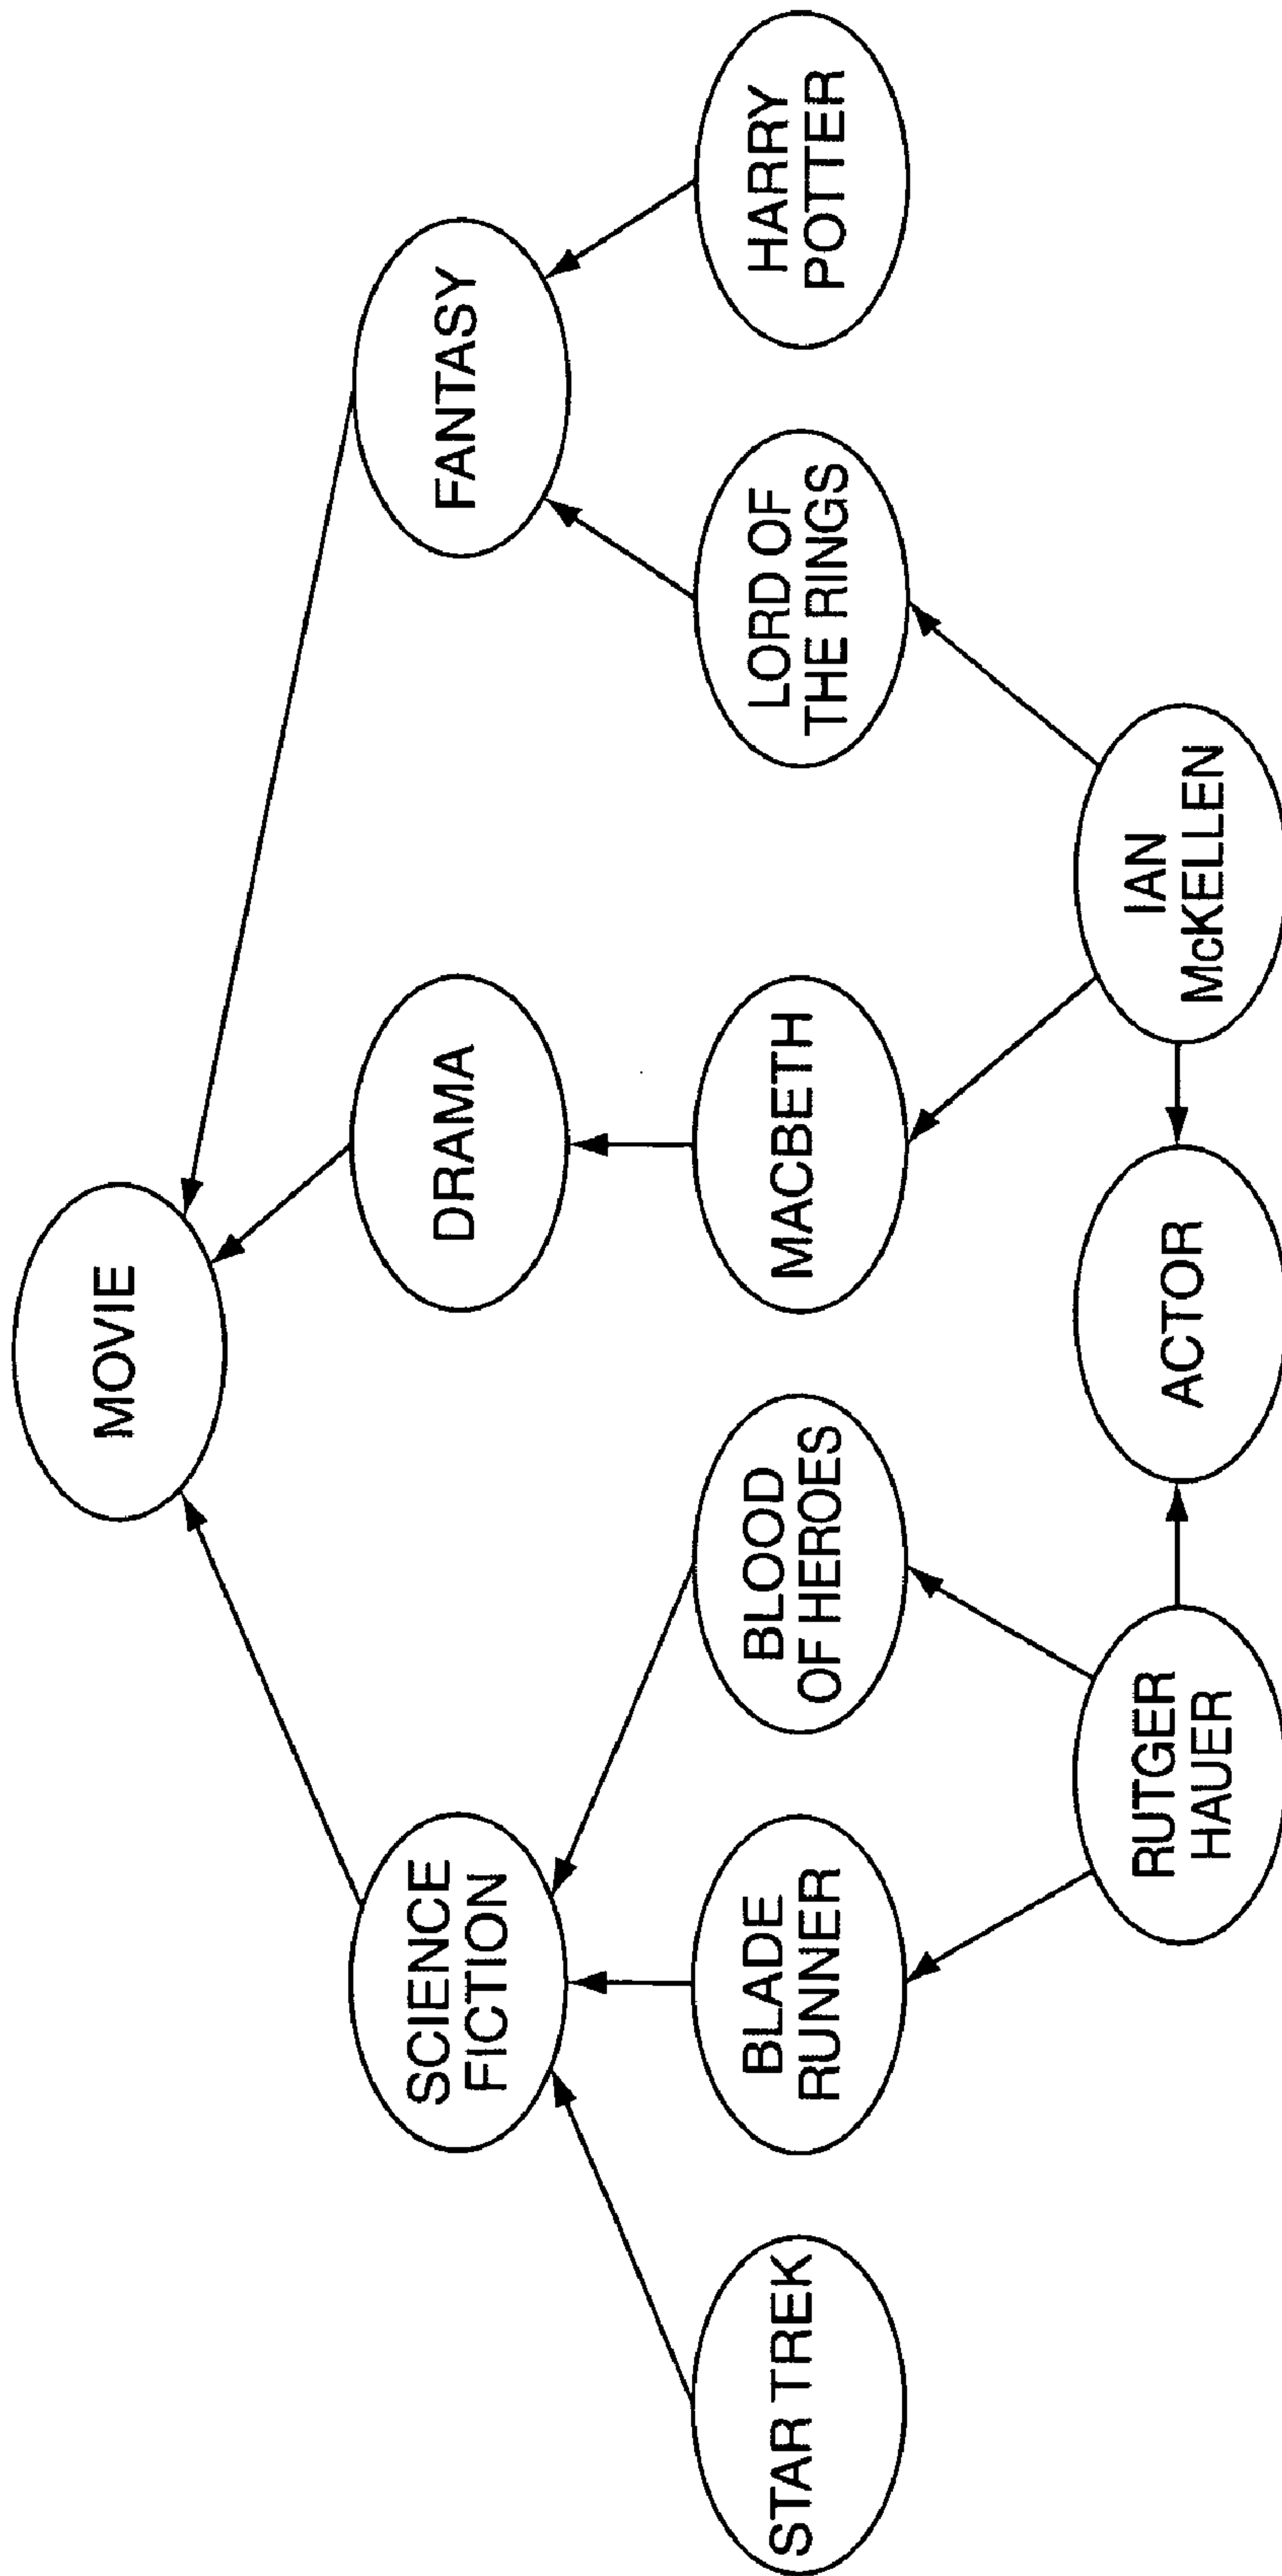 MOVIE
SCIENCE
FICTION
DRAMA
FANTASY
STAR TREK
BLADE
RUNNER
BLOOD
OF HEROES
MACBETH
LORD OF
THE RINGS
HARRY
POTTER
RUTGER
HAUER
ACTOR
IAN
McKELLEN